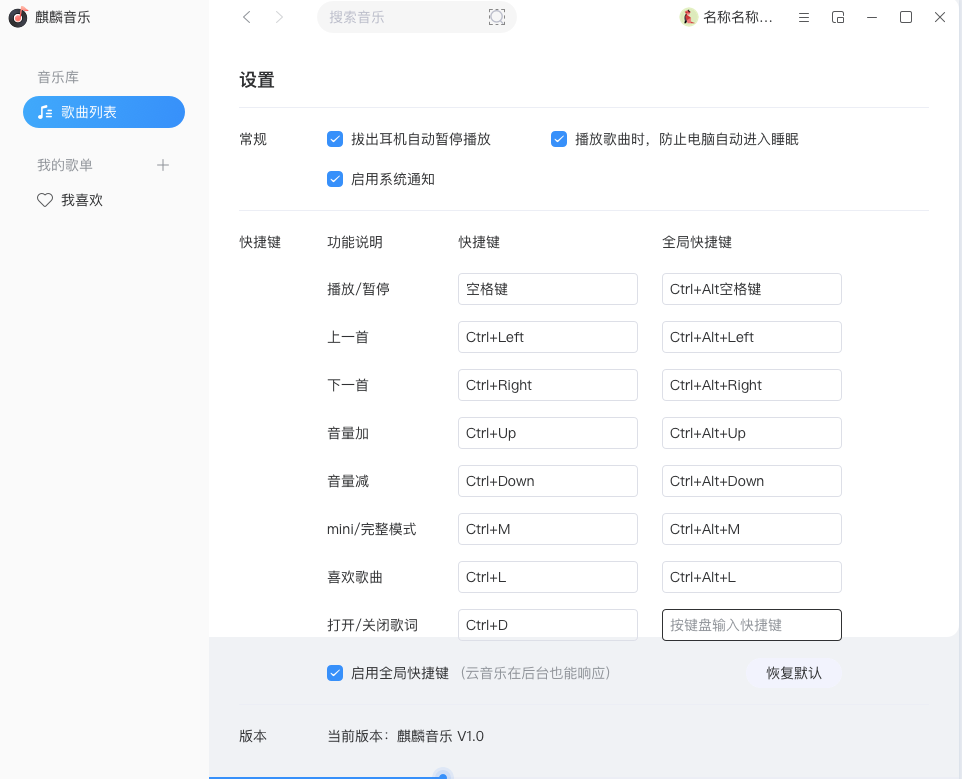 麒麟音乐
搜索音乐
名称名称...
音乐库
歌曲列表
我的歌单
我喜欢
设置
常规 拔出耳机自动暂停播放 播放歌曲时，防止电脑自动进入睡眠
启用系统通知
快捷键 功能说明 快捷键 全局快捷键
播放/暂停 空格键 Ctrl+Alt空格键
上一首 Ctrl+Left Ctrl+Alt+Left
下一首 Ctrl+Right Ctrl+Alt+Right
音量加 Ctrl+Up Ctrl+Alt+Up
音量减 Ctrl+Down Ctrl+Alt+Down
mini/完整模式 Ctrl+M Ctrl+Alt+M
喜欢歌曲 Ctrl+L Ctrl+Alt+L
打开/关闭歌词 Ctrl+D 按键盘输入快捷键
启用全局快捷键（云音乐在后台也能响应） 恢复默认
版本 当前版本：麒麟音乐 V1.0